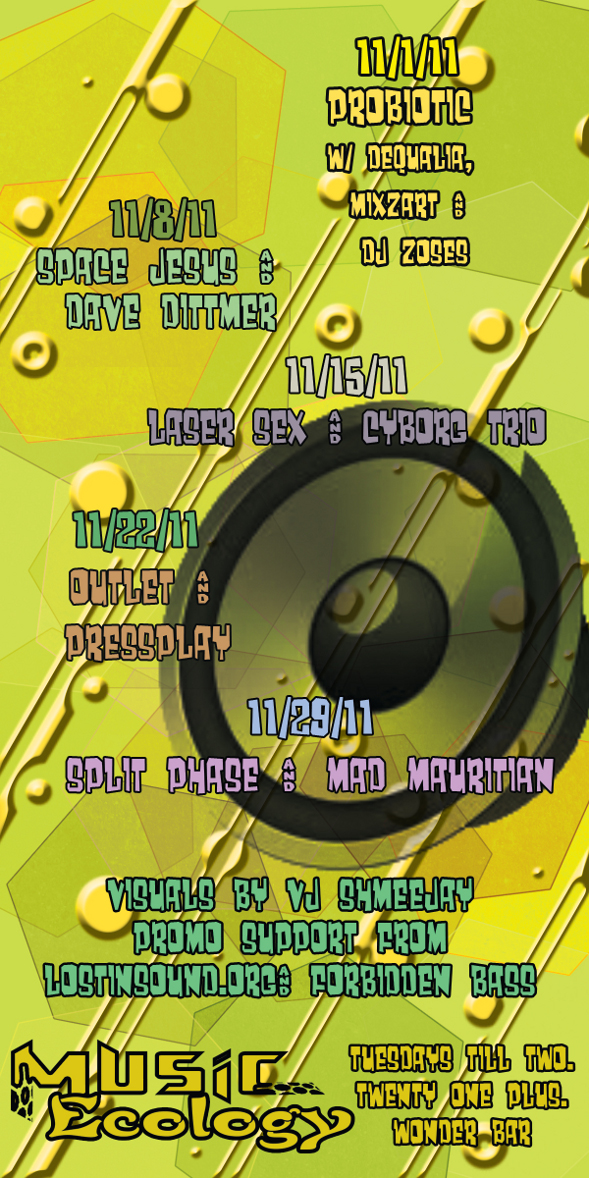 11/1/11
PROBIOTIC
W/ DEQUALIA,
MIXZART AND
DJ ZOSES
11/8/11
SPACE JESUS AND
DAVE DITTMER
11/15/11
LASER SEX AND CYBORG TRIO
11/22/11
OUTLET AND
PRESSPLAY
11/29/11
SPLIT PHASE AND MAD MAURITIAN
VISUALS BY VJ SHMEEJAY
PROMO SUPPORT FROM
LOSTINSOUND.ORG AND FORBIDDEN BASS
MUSIC
Ecology
TUESDAYS TILL TWO.
TWENTY ONE PLUS.
WONDER BAR